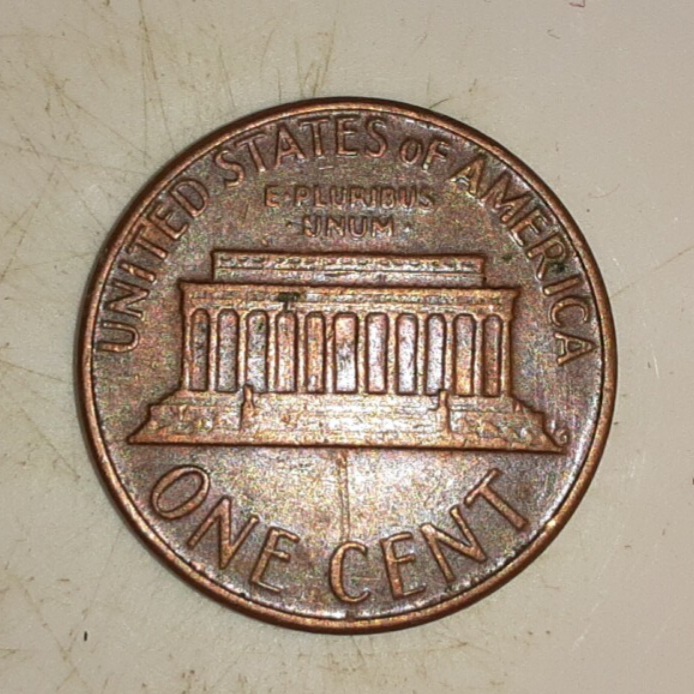 UNITED STATES OF AMERICA
E·PLURIBUS
·UNUM·
ONE CENT